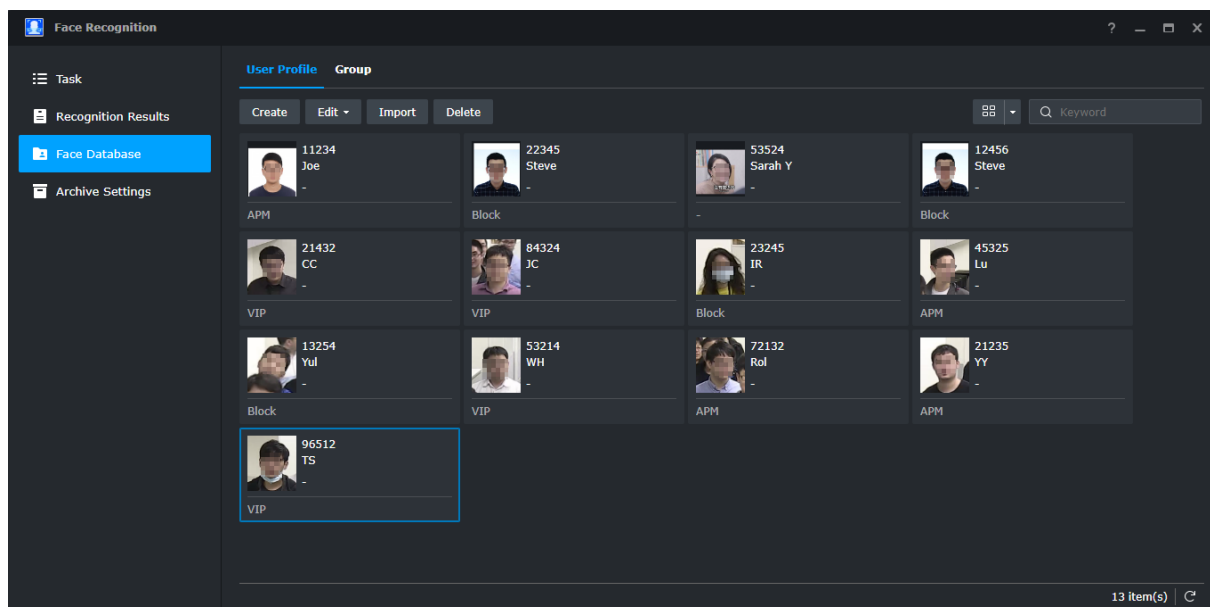 Face Recognition
Task
Recognition Results
Face Database
Archive Settings
User Profile Group
Create Edit Import Delete
Keyword
11234
Joe
-
APM
22345
Steve
-
Block
53524
Sarah Y
-
-
12456
Steve
-
Block
21432
CC
-
VIP
84324
JC
-
VIP
23245
IR
-
Block
45325
Lu
-
APM
13254
Yul
-
Block
53214
WH
-
VIP
72132
Rol
-
APM
21235
YY
-
APM
96512
TS
-
VIP
13 item(s)